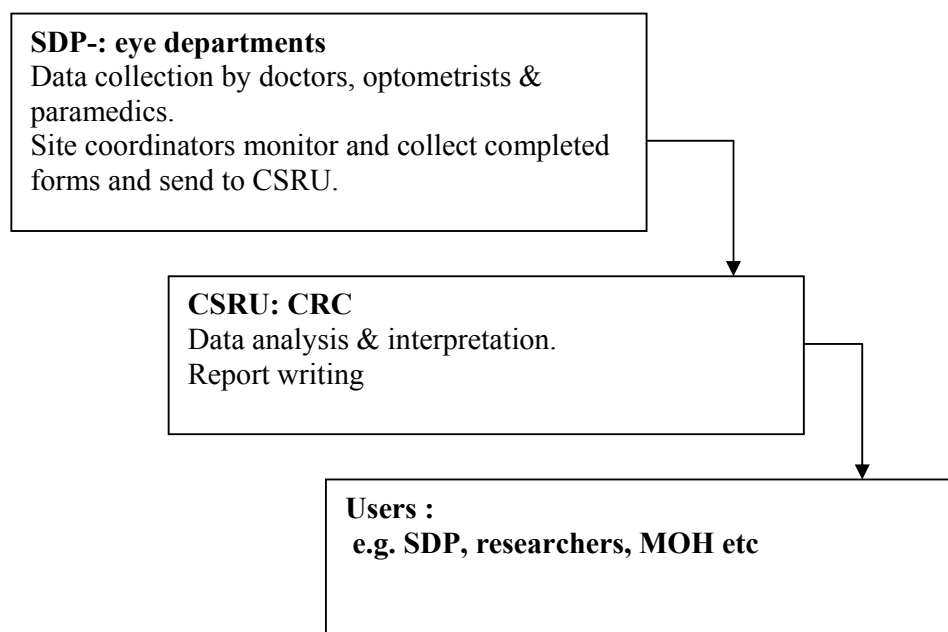 SDP-: eye departments
Data collection by doctors, optometrists &
paramedics.
Site coordinators monitor and collect completed
forms and send to CSRU.
CSRU: CRC
Data analysis & interpretation.
Report writing
Users :
e.g. SDP, researchers, MOH etc